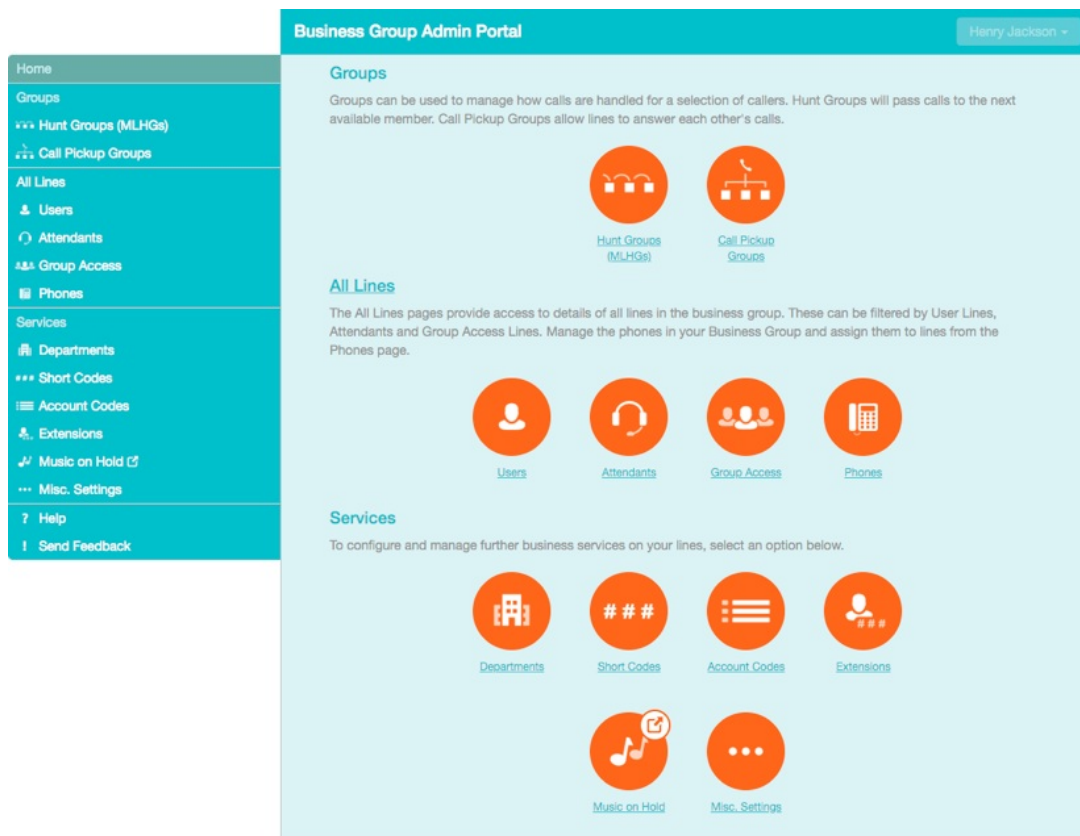 Business Group Admin Portal
Henry Jackson
Home
Groups
Hunt Groups (MLHGs)
Call Pickup Groups
All Lines
Users
Attendants
Group Access
Phones
Services
Departments
### Short Codes
Account Codes
Extensions
Music on Hold
Misc. Settings
? Help
! Send Feedback
Groups
Groups can be used to manage how calls are handled for a selection of callers. Hunt Groups will pass calls to the next
available member. Call Pickup Groups allow lines to answer each other's calls.
Hunt Groups
(MLHGs)
Call Pickup
Groups
All Lines
The All Lines pages provide access to details of all lines in the business group. These can be filtered by User Lines,
Attendants and Group Access Lines. Manage the phones in your Business Group and assign them to lines from the
Phones page.
Users
Attendants
Group Access
Phones
Services
To configure and manage further business services on your lines, select an option below.
###
###
Departments
Short Codes
Account Codes
Extensions
Music on Hold
Misc. Settings